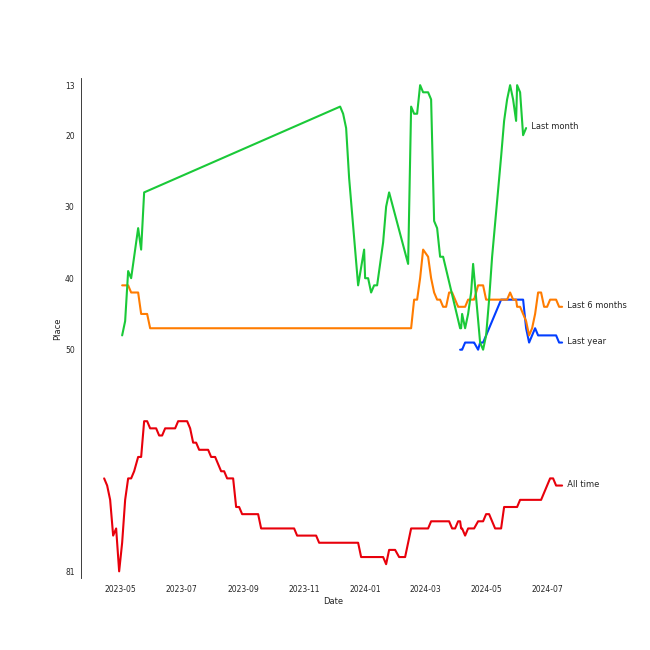 13
20
Last month
30
40
Last 6 months
Place
Last year
50
All time
81
2023-05 2023-07 2023-09 2023-11 2024-01 2024-03 2024-05 2024-07
Date